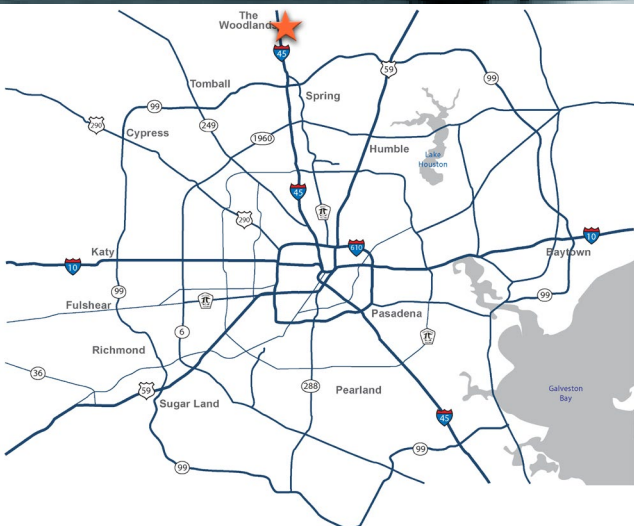 The
Woodlands
45
59
99
Tomball
Spring
99
249
290
Cypress
1960
Humble
Lake
Houston
45
290
610
10
Katy
Baytown
10
99
99
Fulshear
Pasadena
6
Richmond
36
59
288
Pearland
Galveston
Bay
Sugar Land
45
99
99